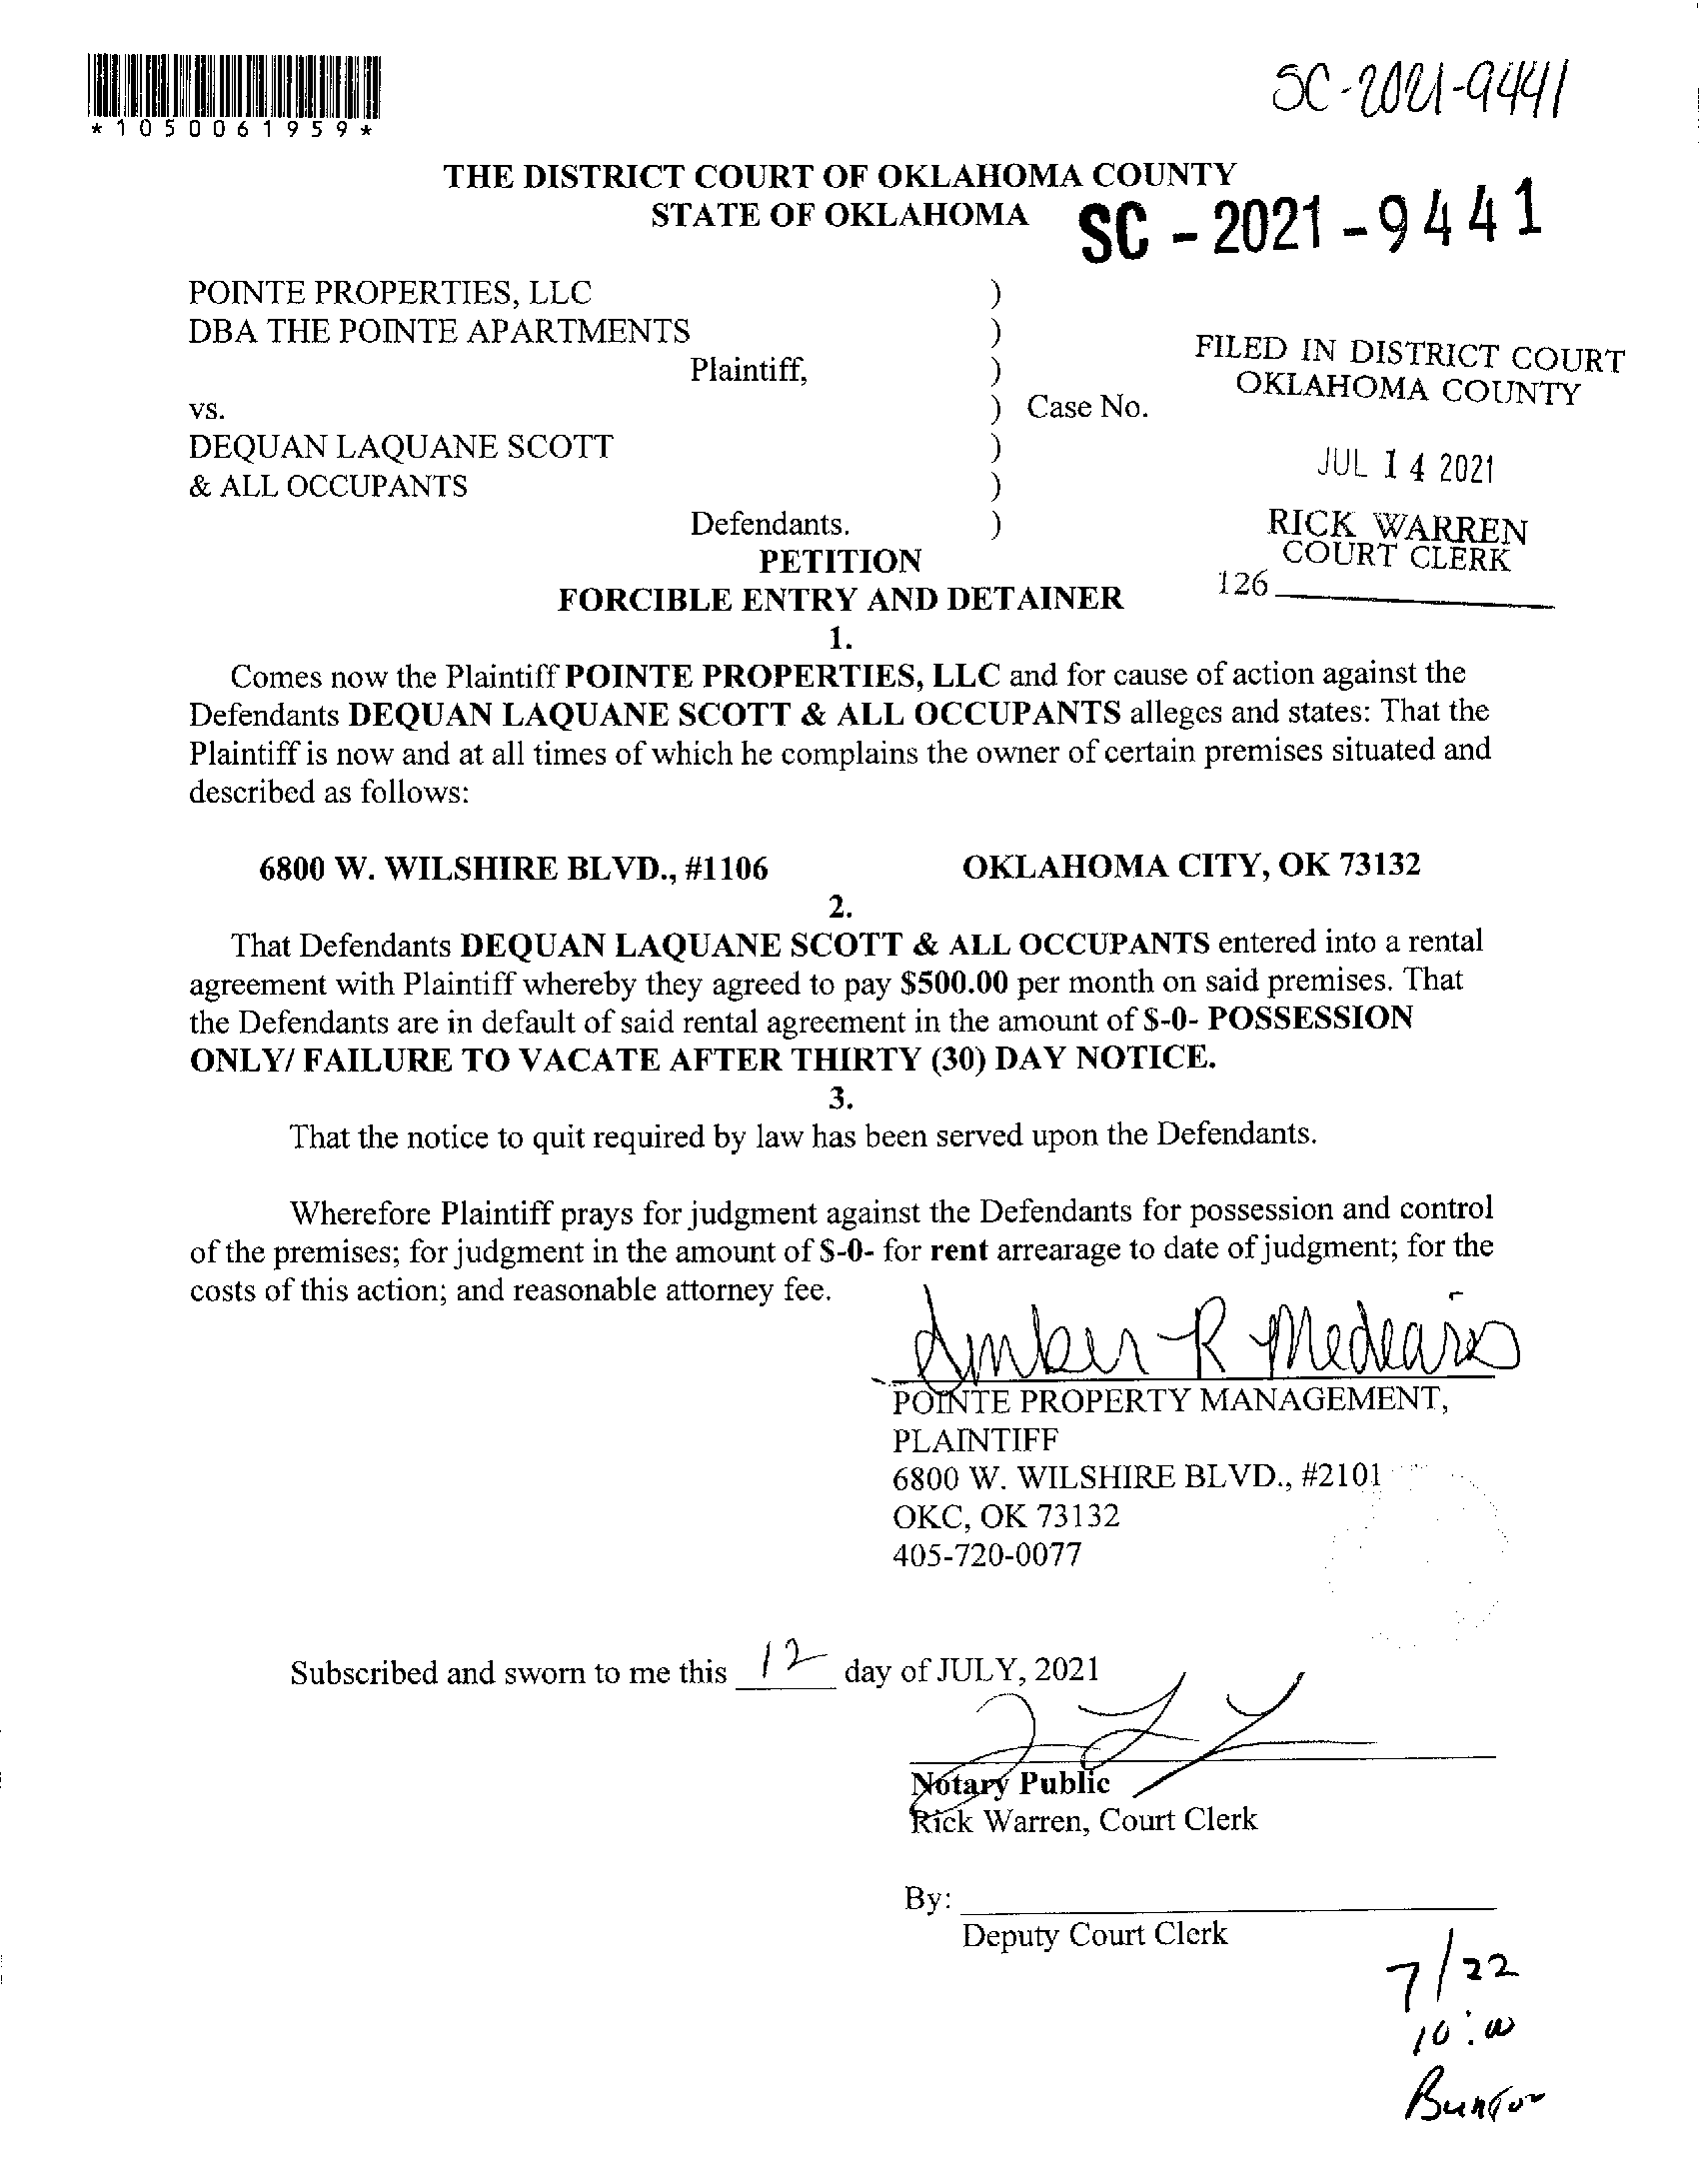 SC-2021-9441
*1050061959*
THE DISTRICT COURT OF OKLAHOMA COUNTY
STATE OF OKLAHOMA
SC - 2021 - 9441
POINTE PROPERTIES, LLC )
DBA THE POINTE APARTMENTS )
Plaintiff, )
FILED IN DISTRICT COURT
OKLAHOMA COUNTY
vs. ) Case No.
DEQUAN LAQUANE SCOTT )
JUL 14 2021
& ALL OCCUPANTS )
Defendants. )
RICK WARREN
COURT CLERK
126
PETITION
FORCIBLE ENTRY AND DETAINER
1.
Comes now the Plaintiff POINTE PROPERTIES, LLC and for cause of action against the
Defendants DEQUAN LAQUANE SCOTT & ALL OCCUPANTS alleges and states: That the
Plaintiff is now and at all times of which he complains the owner of certain premises situated and
described as follows:
6800 W. WILSHIRE BLVD., #1106 OKLAHOMA CITY, OK 73132
2.
That Defendants DEQUAN LAQUANE SCOTT & ALL OCCUPANTS entered into a rental
agreement with Plaintiff whereby they agreed to pay $500.00 per month on said premises. That
the Defendants are in default of said rental agreement in the amount of $-0- POSSESSION
ONLY/ FAILURE TO VACATE AFTER THIRTY (30) DAY NOTICE.
3.
That the notice to quit required by law has been served upon the Defendants.
Wherefore Plaintiff prays for judgment against the Defendants for possession and control
of the premises; for judgment in the amount of $-0- for rent arrearage to date of judgment; for the
costs of this action; and reasonable attorney fee.
Amber R Medearis
POINTE PROPERTY MANAGEMENT,
PLAINTIFF
6800 W. WILSHIRE BLVD., #2101
OKC, OK 73132
405-720-0077
Subscribed and sworn to me this 12 day of JULY, 2021
Notary Public
Rick Warren, Court Clerk
By:
Deputy Court Clerk
7/22
10:00